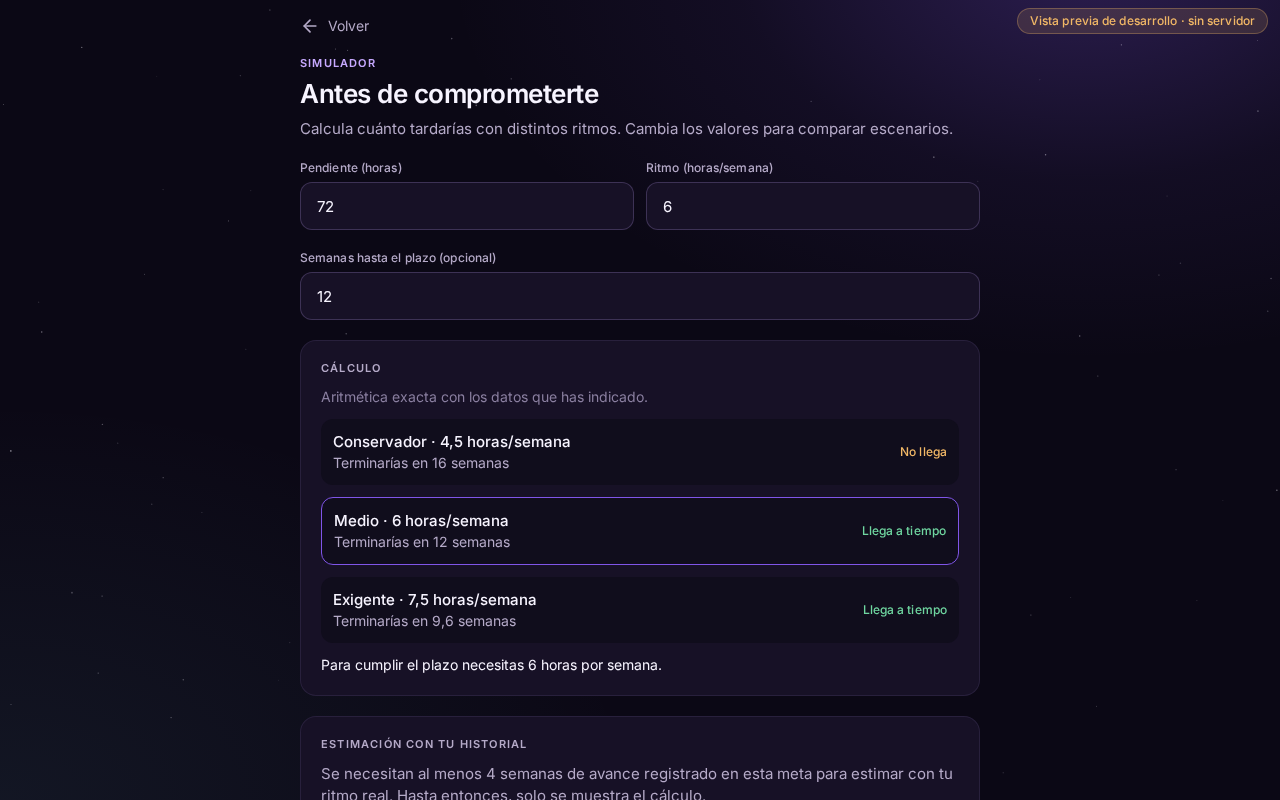 Volver
Vista previa de desarrollo · sin servidor
SIMULADOR
Antes de comprometerte
Calcula cuánto tardarías con distintos ritmos. Cambia los valores para comparar escenarios.
Pendiente (horas)
Ritmo (horas/semana)
72
6
Semanas hasta el plazo (opcional)
12
CÁLCULO
Aritmética exacta con los datos que has indicado.
Conservador · 4,5 horas/semana
Terminarías en 16 semanas
No llega
Medio · 6 horas/semana
Terminarías en 12 semanas
Llega a tiempo
Exigente · 7,5 horas/semana
Terminarías en 9,6 semanas
Llega a tiempo
Para cumplir el plazo necesitas 6 horas por semana.
ESTIMACIÓN CON TU HISTORIAL
Se necesitan al menos 4 semanas de avance registrado en esta meta para estimar con tu
ritmo real. Hasta entonces, solo se muestra el cálculo.